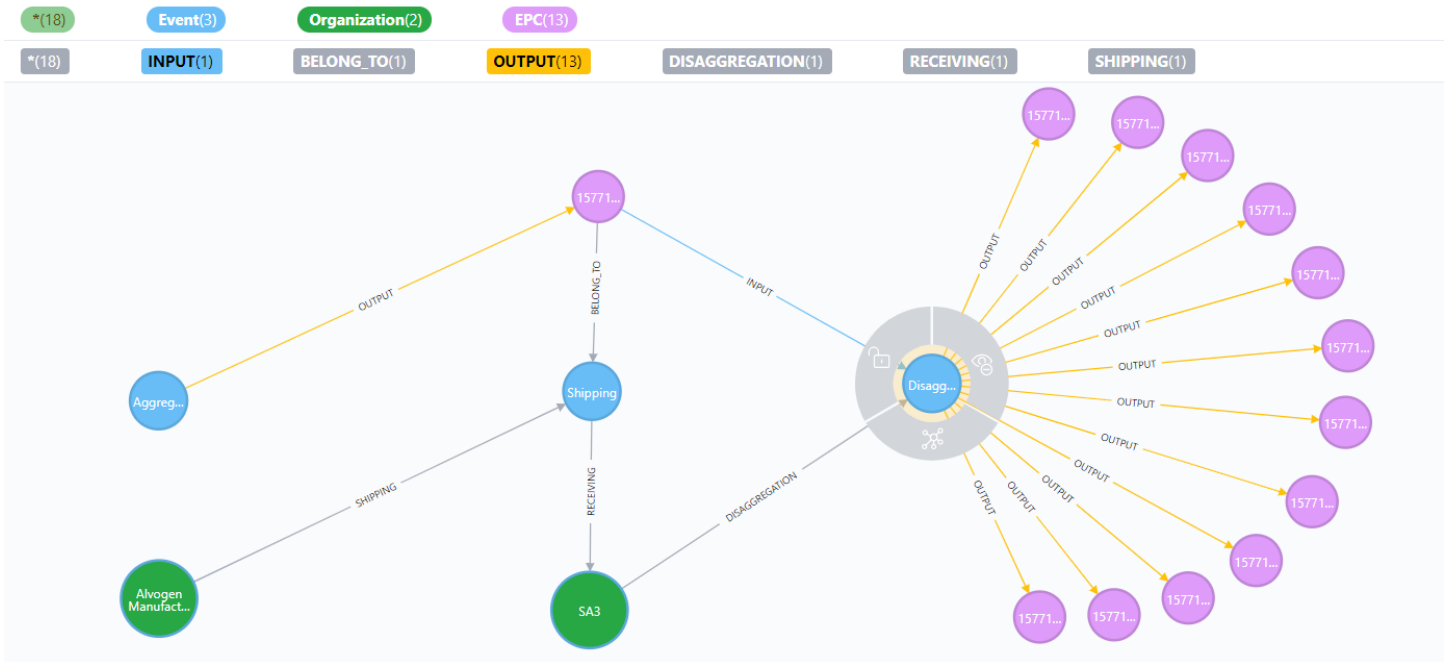 *(18) Event(3) Organization(2) EPC(13)
*(18) INPUT(1) BELONG_TO(1) OUTPUT(13) DISAGGREGATION(1) RECEIVING(1) SHIPPING(1)
15771...
15771...
15771...
15771...
15771...
15771...
15771...
15771...
15771...
15771...
15771...
15771...
15771...
OUTPUT
BELONG_TO
INPUT
OUTPUT
OUTPUT
OUTPUT
OUTPUT
OUTPUT
OUTPUT
OUTPUT
OUTPUT
OUTPUT
OUTPUT
OUTPUT
OUTPUT
Aggreg...
Shipping
Disagg...
SHIPPING
RECEIVING
DISAGGREGATION
Alvogen
Manufact...
SA3